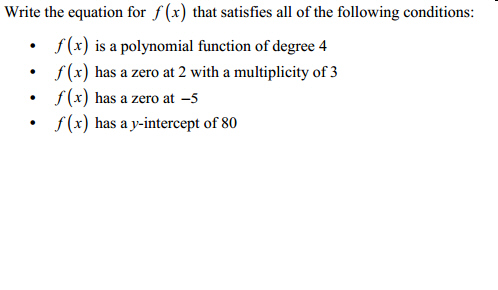 Write the equation for f(x) that satisfies all of the following conditions:
• f(x) is a polynomial function of degree 4
• f(x) has a zero at 2 with a multiplicity of 3
• f(x) has a zero at −5
• f(x) has a y-intercept of 80